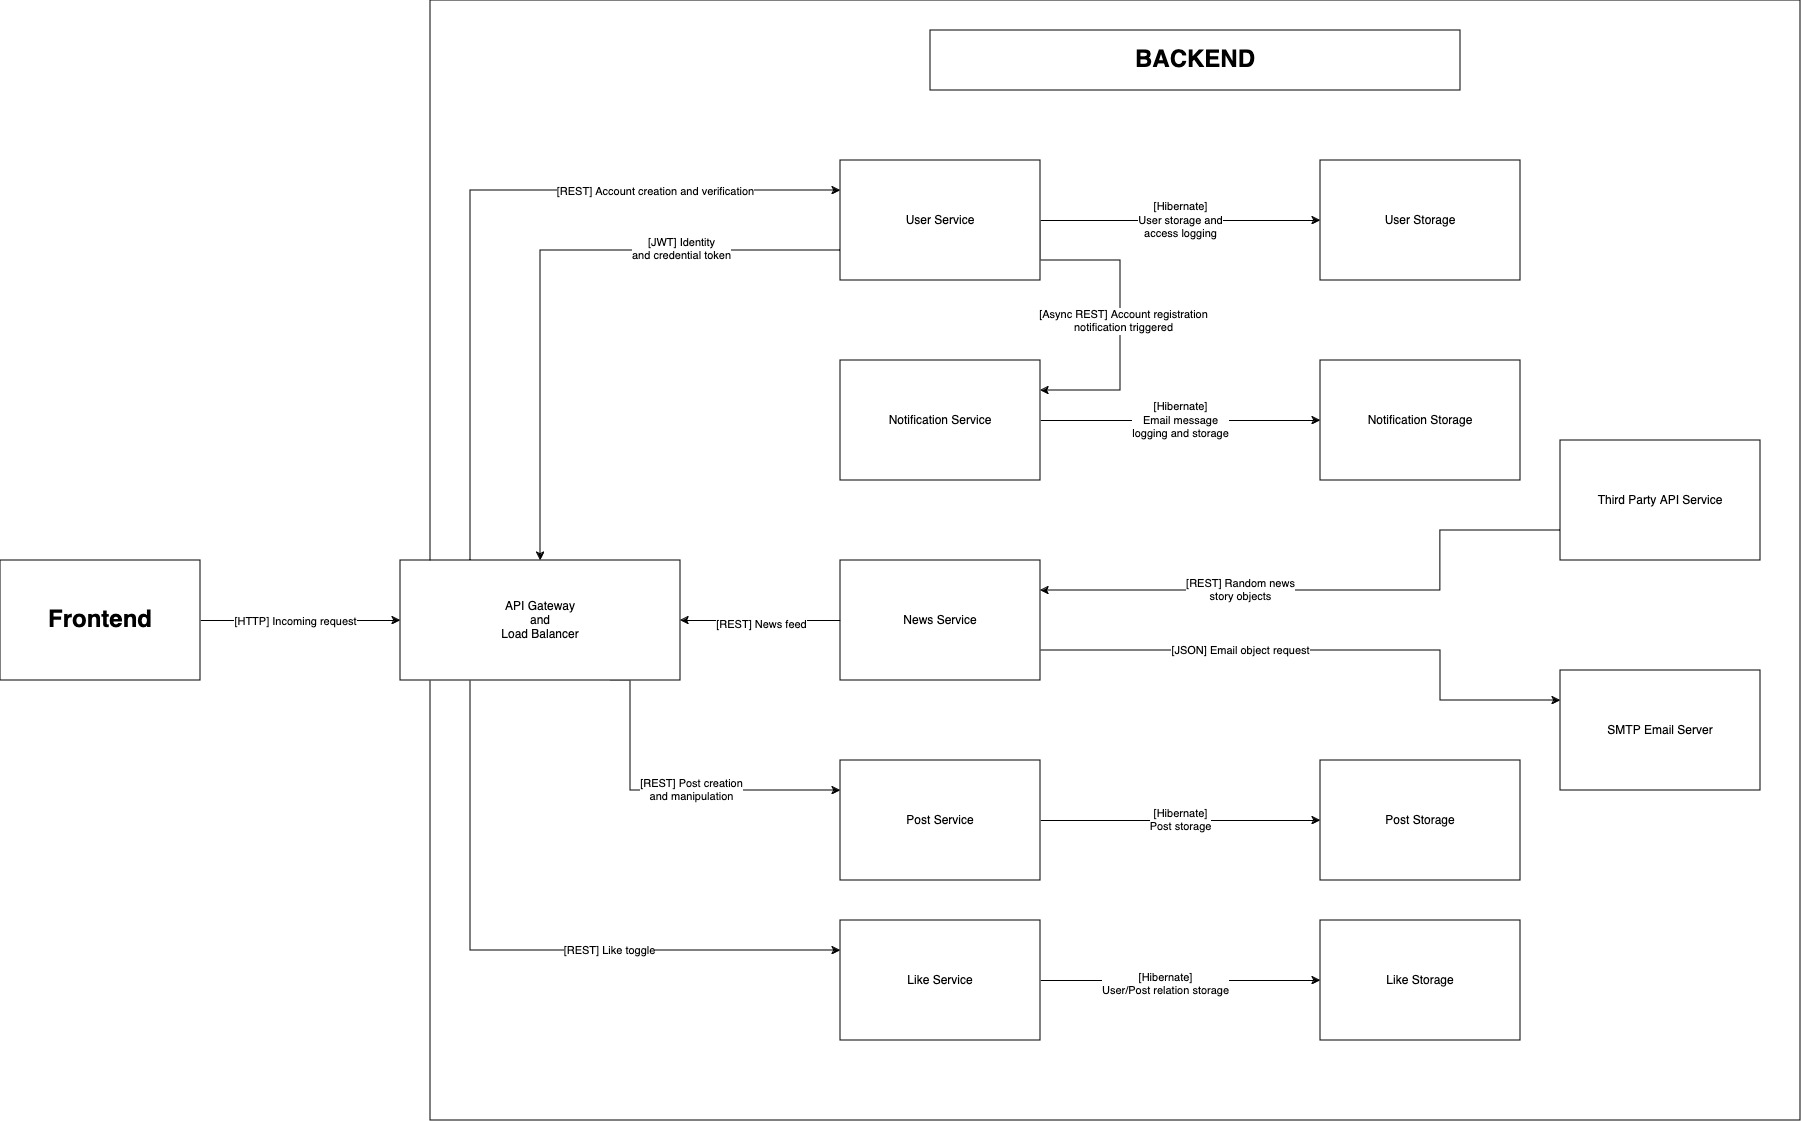 BACKEND
[REST] Account creation and verification
User Service
[Hibernate]
User storage and
access logging
User Storage
[JWT] Identity
and credential token
[Async REST] Account registration
notification triggered
Notification Service
[Hibernate]
Email message
logging and storage
Notification Storage
Third Party API Service
Frontend
[HTTP] Incoming request
API Gateway
and
Load Balancer
[REST] News feed
News Service
[REST] Random news
story objects
[JSON] Email object request
SMTP Email Server
[REST] Post creation
and manipulation
Post Service
[Hibernate]
Post storage
Post Storage
[REST] Like toggle
Like Service
[Hibernate]
User/Post relation storage
Like Storage